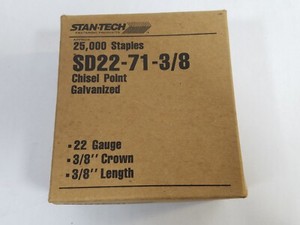 STAN-TECH
25,000 Staples
SD22-71-3/8
Chisel Point
Galvanized
▪22 Gauge
▪3/8'' Crown
▪3/8'' Length